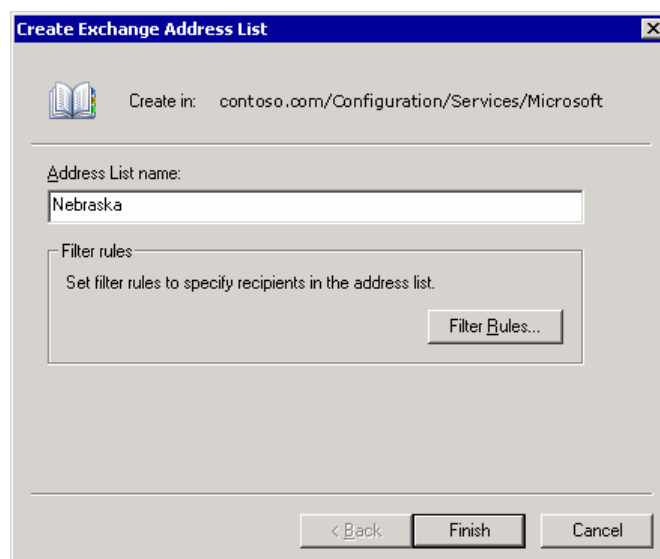 Create Exchange Address List
Create in: contoso.com/Configuration/Services/Microsoft
Address List name:
Nebraska
Filter rules
Set filter rules to specify recipients in the address list.
Filter Rules...
< Back Finish Cancel